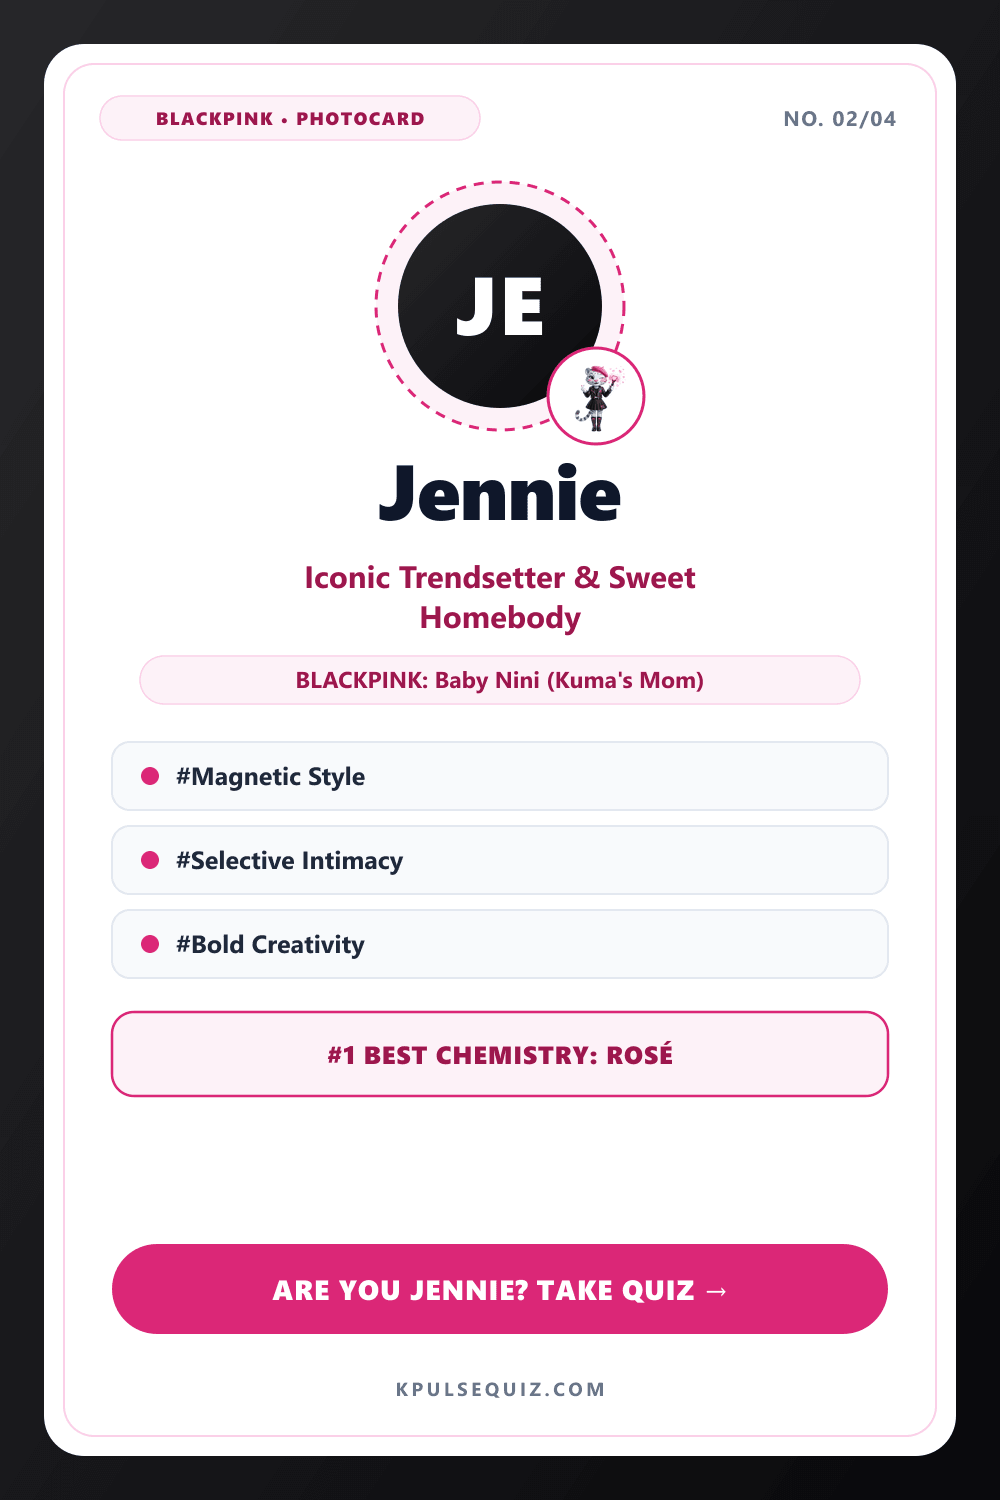 BLACKPINK • PHOTOCARD
NO. 02/04
JE
Jennie
Iconic Trendsetter & Sweet
Homebody
BLACKPINK: Baby Nini (Kuma's Mom)
#Magnetic Style
#Selective Intimacy
#Bold Creativity
#1 BEST CHEMISTRY: ROSÉ
ARE YOU JENNIE? TAKE QUIZ →
KPULSEQUIZ.COM